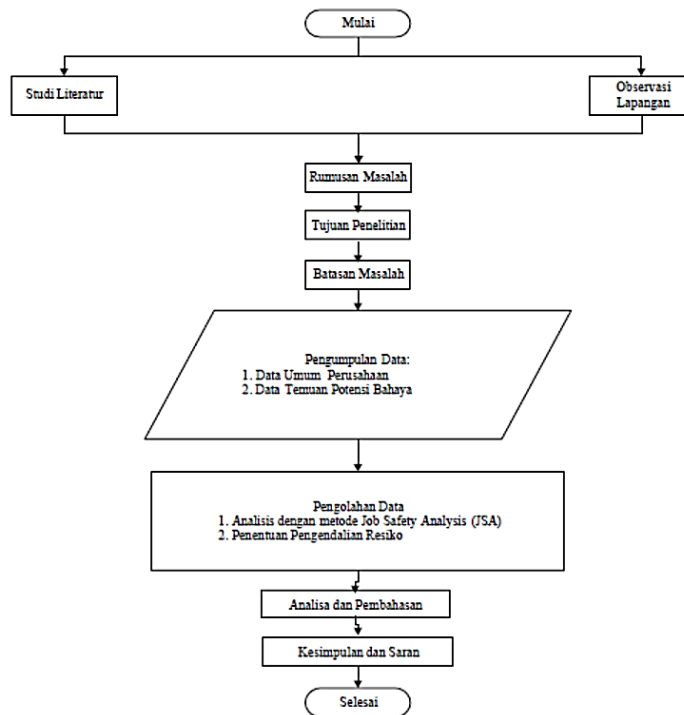 Mulai
Studi Literatur
Observasi
Lapangan
Rumusan Masalah
Tujuan Penelitian
Batasan Masalah
Pengumpulan Data:
1. Data Umum Perusahaan
2. Data Temuan Potensi Bahaya
Pengolahan Data
1. Analisis dengan metode Job Safety Analysis (JSA)
2. Penentuan Pengendalian Resiko
Analisa dan Pembahasan
Kesimpulan dan Saran
Selesai